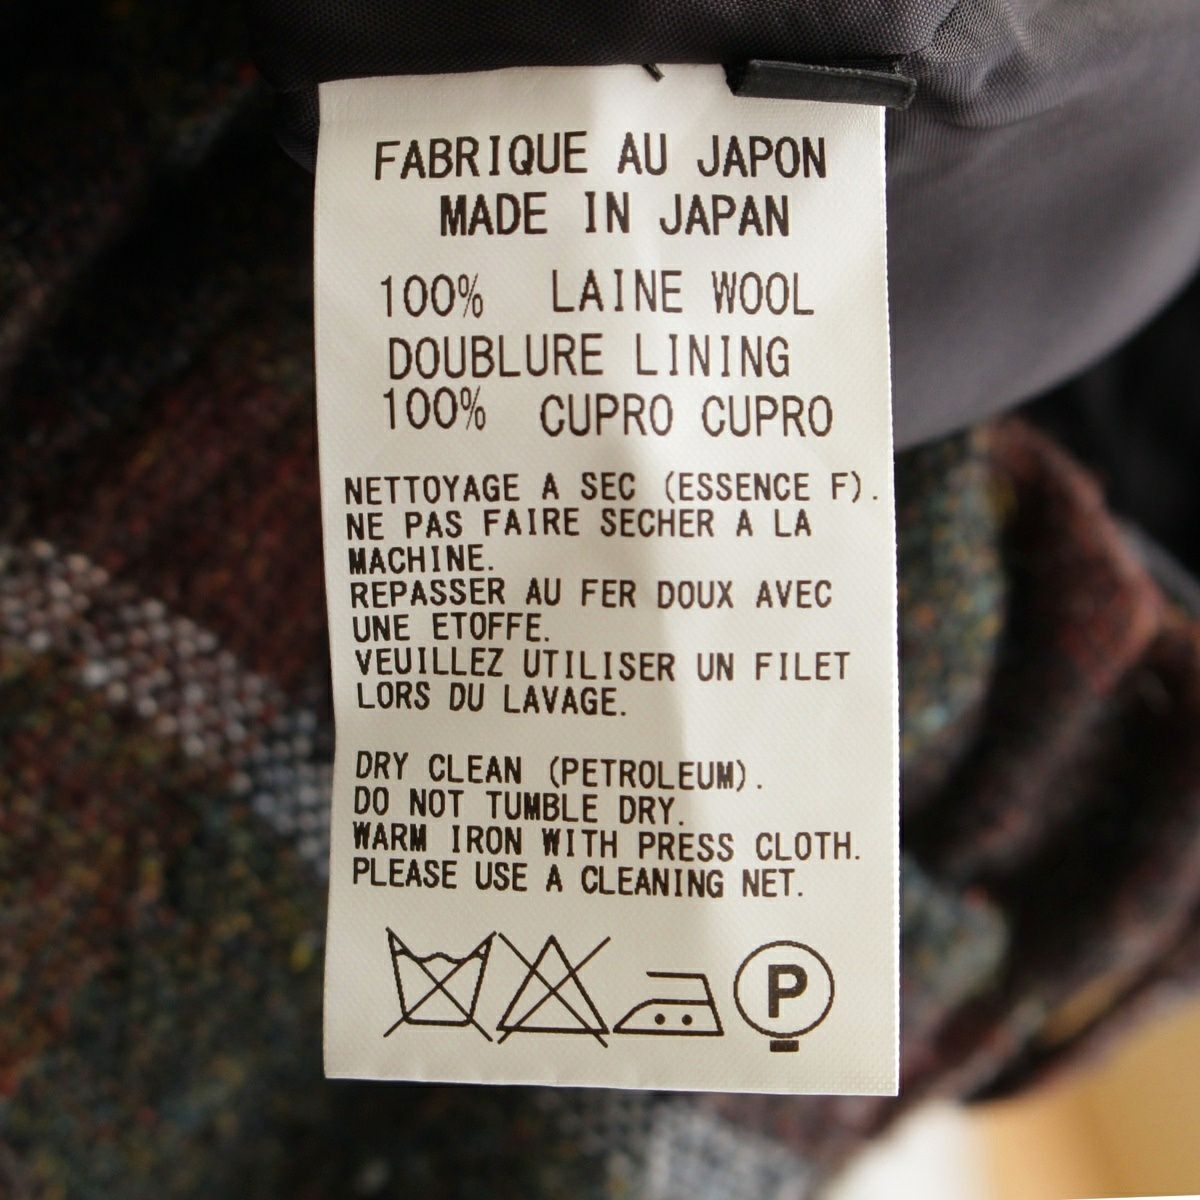 FABRIQUE AU JAPON
MADE IN JAPAN
100% LAINE WOOL
DOUBLURE LINING
100% CUPRO CUPRO
NETTOYAGE A SEC (ESSENCE F).
NE PAS FAIRE SECHER A LA
MACHINE.
REPASSER AU FER DOUX AVEC
UNE ETOFFE.
VEUILLEZ UTILISER UN FILET
LORS DU LAVAGE.
DRY CLEAN (PETROLEUM).
DO NOT TUMBLE DRY.
WARM IRON WITH PRESS CLOTH.
PLEASE USE A CLEANING NET.
P